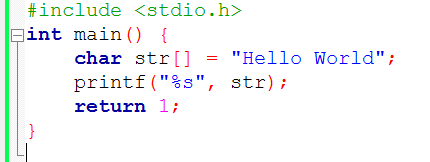 #include <stdio.h>
int main() {
    char str[] = "Hello World";
    printf("%s", str);
    return 1;
}